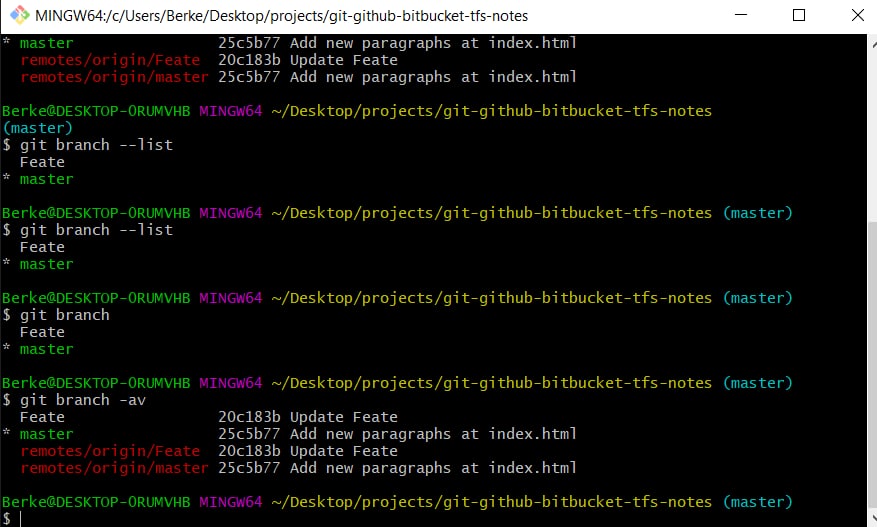 MINGW64:/c/Users/Berke/Desktop/projects/git-github-bitbucket-tfs-notes
* master 25c5b77 Add new paragraphs at index.html
remotes/origin/Feate 20c183b Update Feate
remotes/origin/master 25c5b77 Add new paragraphs at index.html
Berke@DESKTOP-0RUMVHB MINGW64 ~/Desktop/projects/git-github-bitbucket-tfs-notes
(master)
$ git branch --list
Feate
* master
Berke@DESKTOP-0RUMVHB MINGW64 ~/Desktop/projects/git-github-bitbucket-tfs-notes (master)
$ git branch --list
Feate
* master
Berke@DESKTOP-0RUMVHB MINGW64 ~/Desktop/projects/git-github-bitbucket-tfs-notes (master)
$ git branch
Feate
* master
Berke@DESKTOP-0RUMVHB MINGW64 ~/Desktop/projects/git-github-bitbucket-tfs-notes (master)
$ git branch -av
Feate 20c183b Update Feate
* master 25c5b77 Add new paragraphs at index.html
remotes/origin/Feate 20c183b Update Feate
remotes/origin/master 25c5b77 Add new paragraphs at index.html
Berke@DESKTOP-0RUMVHB MINGW64 ~/Desktop/projects/git-github-bitbucket-tfs-notes (master)
$